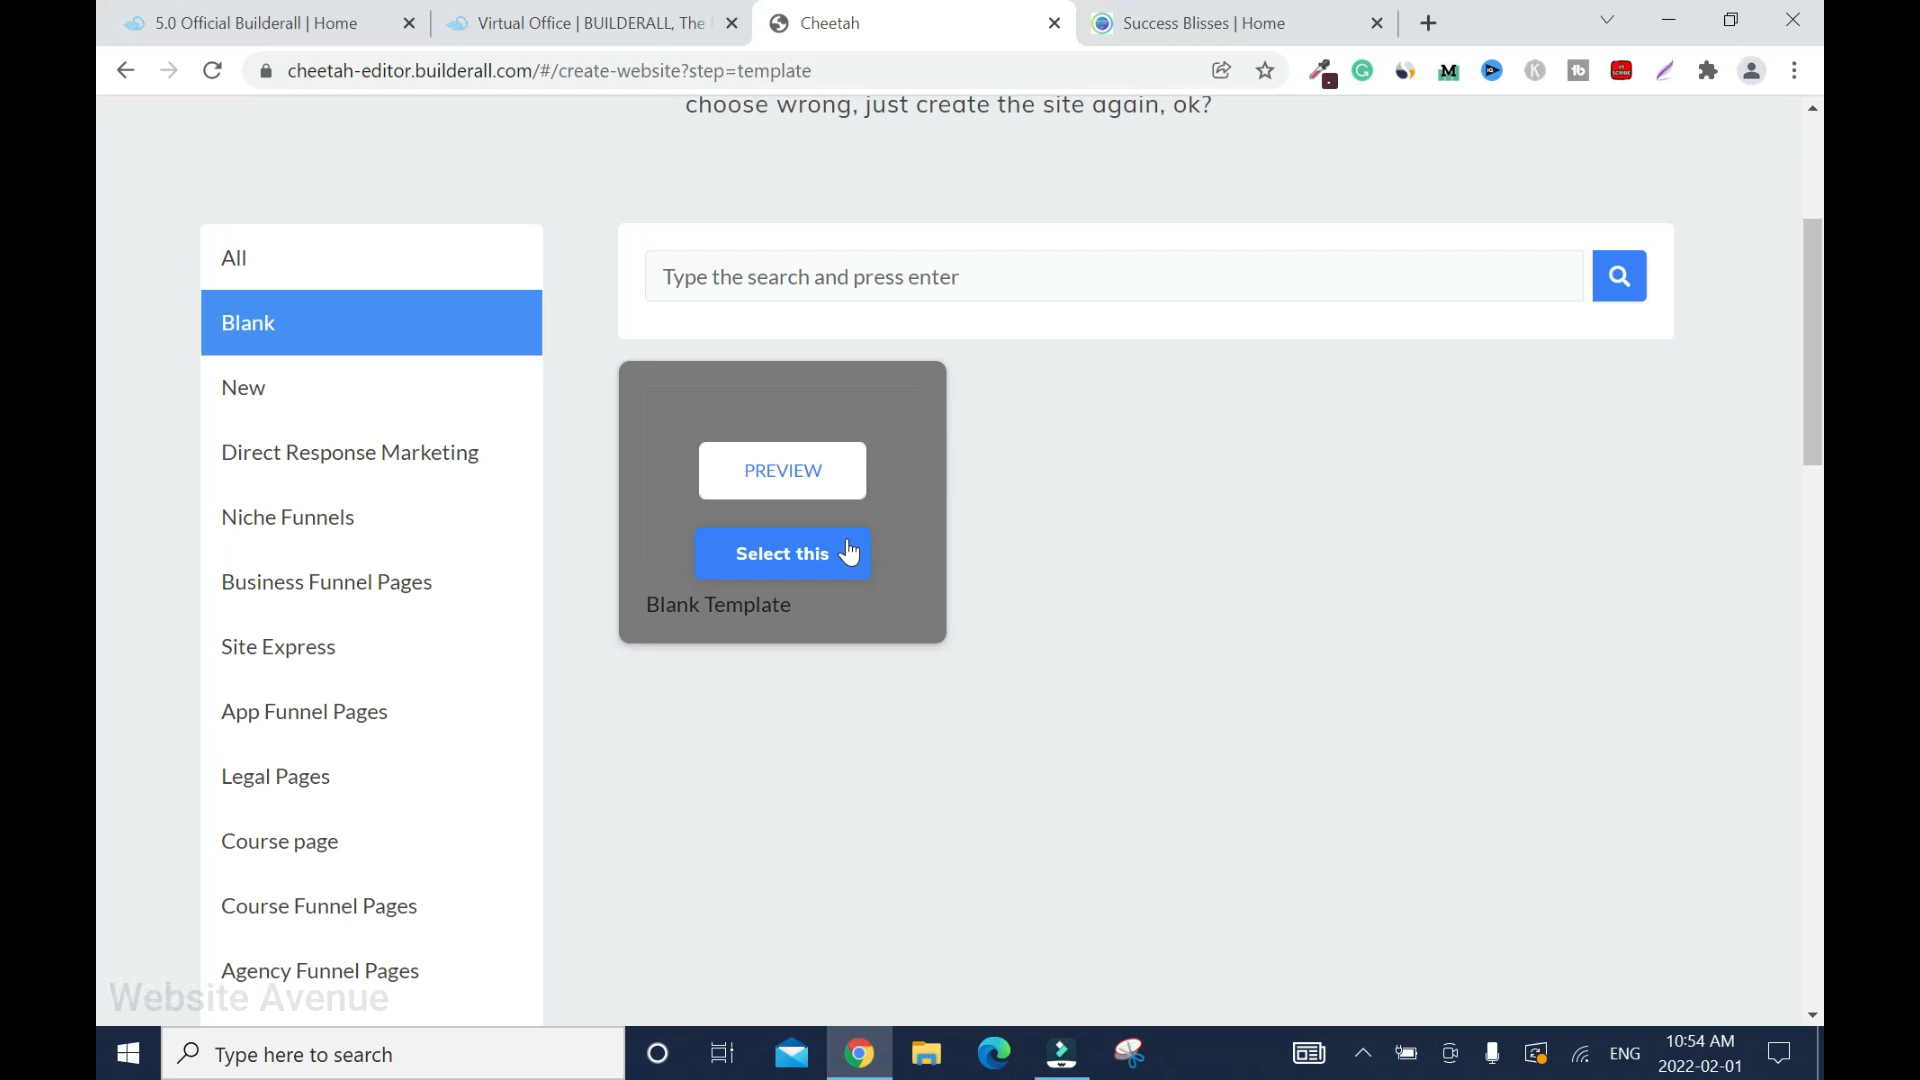 5.0 Official Builderall | Home
Virtual Office | BUILDERALL, The
Cheetah
Success Blisses | Home
cheetah-editor.builderall.com/#/create-website?step=template
choose wrong, just create the site again, ok?
All
Blank
New
Direct Response Marketing
Niche Funnels
Business Funnel Pages
Site Express
App Funnel Pages
Legal Pages
Course page
Course Funnel Pages
Agency Funnel Pages
Type the search and press enter
PREVIEW
Select this
Blank Template
Website Avenue
Type here to search
ENG
10:54 AM
2022-02-01